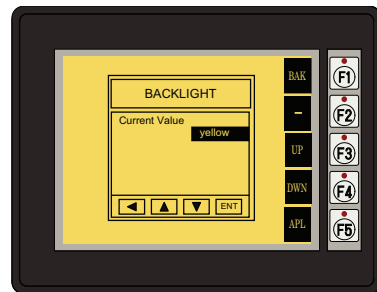 BACKLIGHT
Current Value
yellow
ENT
BAK
–
UP
DWN
APL
F1
F2
F3
F4
F5